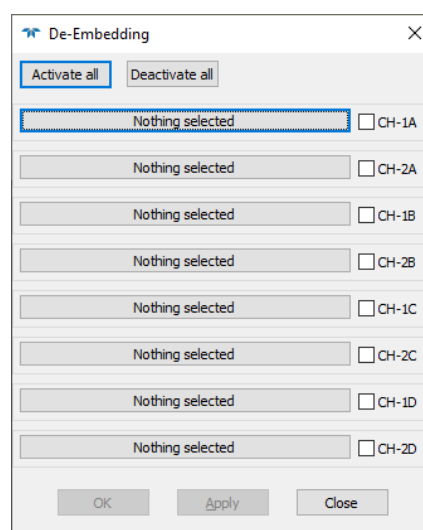 De-Embedding
Activate all Deactivate all
Nothing selected CH-1A
Nothing selected CH-2A
Nothing selected CH-1B
Nothing selected CH-2B
Nothing selected CH-1C
Nothing selected CH-2C
Nothing selected CH-1D
Nothing selected CH-2D
OK Apply Close